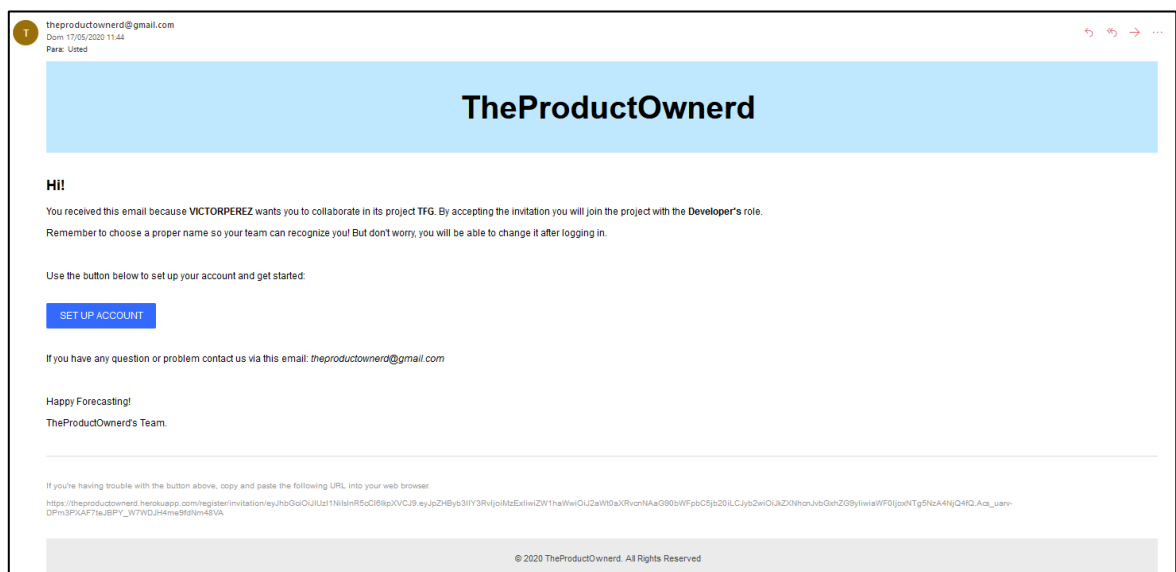 T
theproductownerd@gmail.com
Dom 17/05/2020 11:44
Para: Usted
TheProductOwnerd
Hi!
You received this email because VICTORPEREZ wants you to collaborate in its project TFG. By accepting the invitation you will join the project with the Developer's role.
Remember to choose a proper name so your team can recognize you! But don't worry, you will be able to change it after logging in.
Use the button below to set up your account and get started:
SET UP ACCOUNT
If you have any question or problem contact us via this email: theproductownerd@gmail.com
Happy Forecasting!
TheProductOwnerd's Team.
If you're having trouble with the button above, copy and paste the following URL into your web browser.
© 2020 TheProductOwnerd. All Rights Reserved